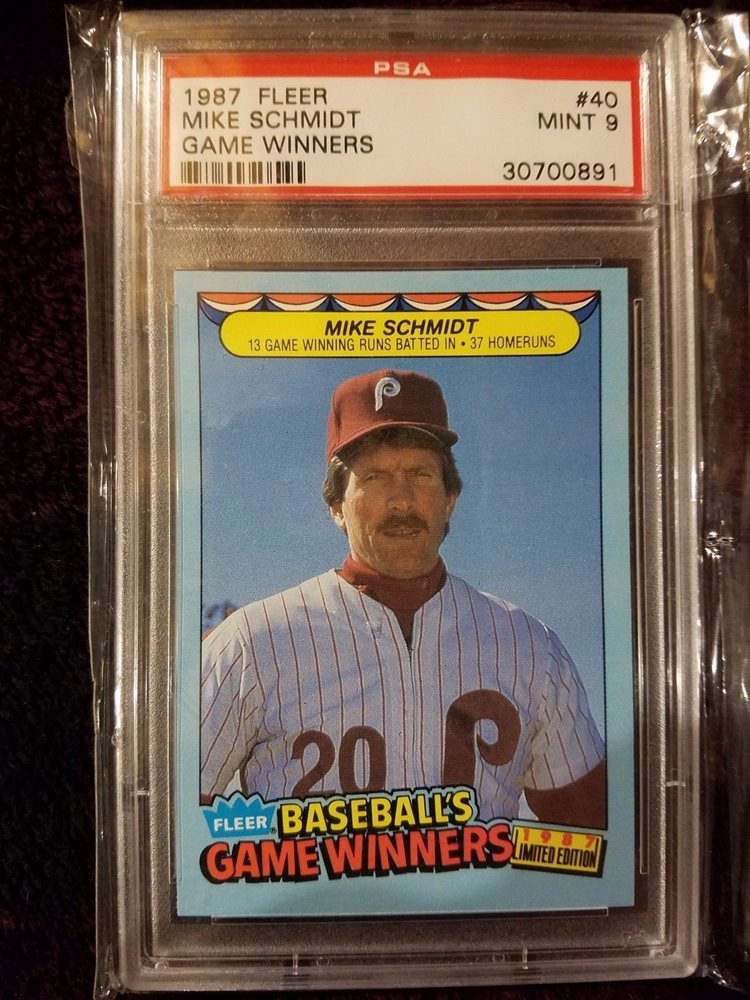 PSA
1987 FLEER #40
MIKE SCHMIDT MINT 9
GAME WINNERS
30700891
MIKE SCHMIDT
13 GAME WINNING RUNS BATTED IN • 37 HOMERUNS
P
20 P
FLEER® BASEBALL'S
GAME WINNERS
1987
LIMITED EDITION